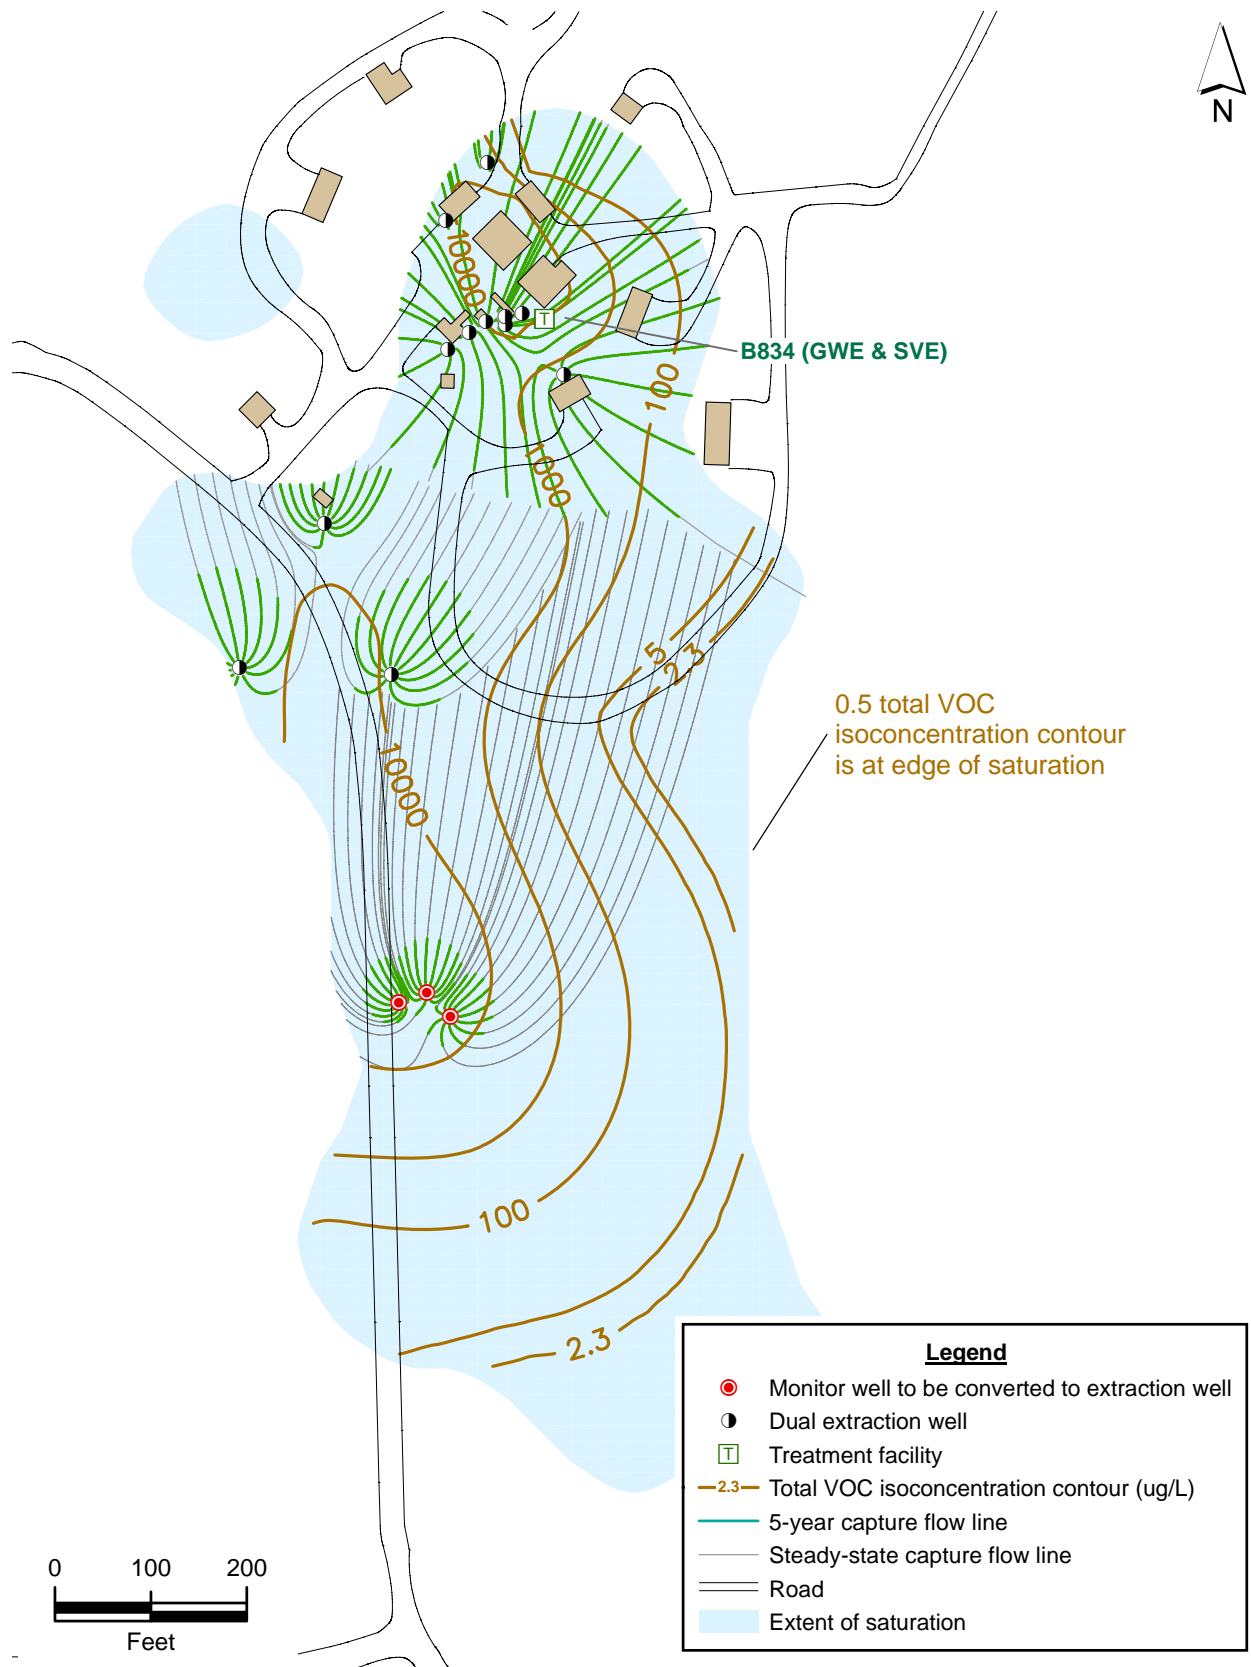 N
10000
T
B834 (GWE & SVE)
100
1000
5
2.3
0.5 total VOC
isoconcentration contour
is at edge of saturation
10000
100
2.3
Legend
Monitor well to be converted to extraction well
Dual extraction well
T Treatment facility
2.3 Total VOC isoconcentration contour (ug/L)
5-year capture flow line
Steady-state capture flow line
Road
Extent of saturation
0 100 200
Feet